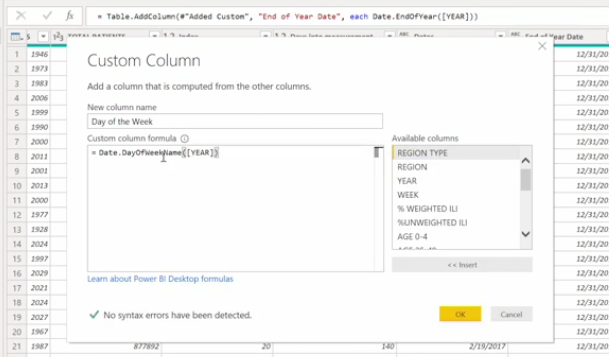 = Table.AddColumn(#"Added Custom", "End of Year Date", each Date.EndOfYear([YEAR]))
TOTAL PATIENTS 1.2 Index End of Year Date
1 1946 12/31/20
2 1973 12/31/20
3 1983 12/31/20
4 2006 12/31/20
5 1999 12/31/20
6 1990 12/31/20
7 2000 12/31/20
8 2011 12/31/20
9 2001 12/31/20
10 2013 12/31/20
11 2000 12/31/20
12 1977 12/31/20
13 1928 12/31/20
14 2024 12/31/20
15 1997 12/31/20
16 2029 12/31/20
17 2021 12/31/20
18 2024 12/31/20
19 2027 12/31/20
20 1967 12/31/20
21 1987 877892 20 140 2/19/2017 12/31/20
Custom Column
Add a column that is computed from the other columns.
New column name
Day of the Week
Custom column formula
= Date.DayOfWeekName([YEAR])
Available columns
REGION TYPE
REGION
YEAR
WEEK
% WEIGHTED ILI
%UNWEIGHTED ILI
AGE 0-4
<< Insert
Learn about Power BI Desktop formulas
No syntax errors have been detected.
OK
Cancel